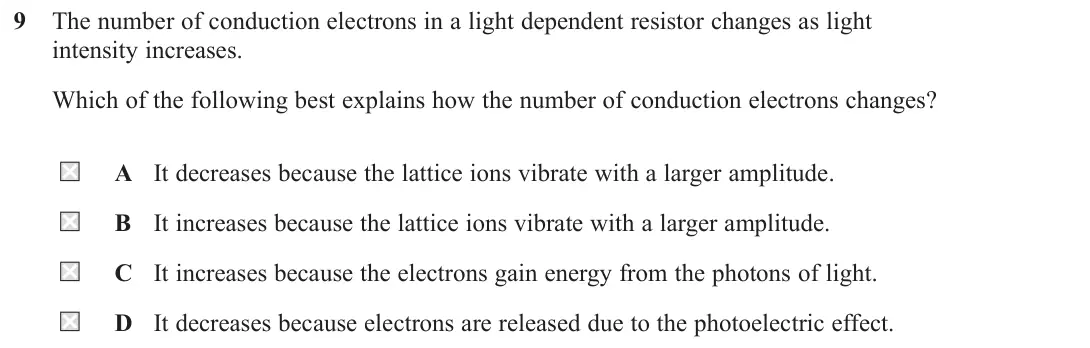 9 The number of conduction electrons in a light dependent resistor changes as light
intensity increases.
Which of the following best explains how the number of conduction electrons changes?
A It decreases because the lattice ions vibrate with a larger amplitude.
B It increases because the lattice ions vibrate with a larger amplitude.
C It increases because the electrons gain energy from the photons of light.
D It decreases because electrons are released due to the photoelectric effect.